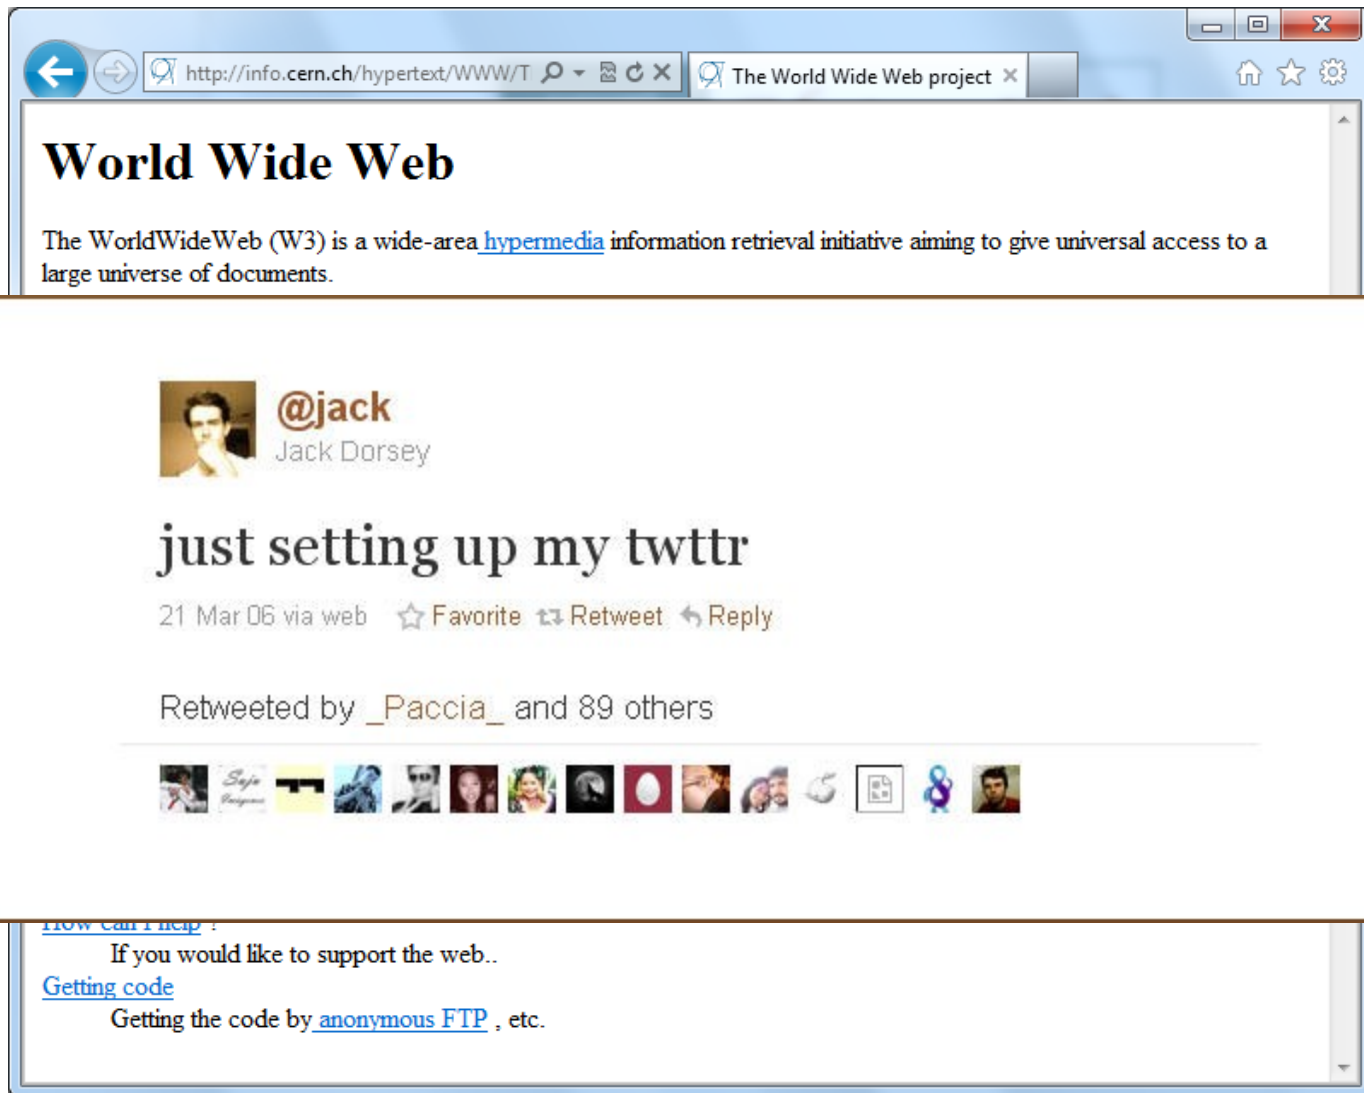 http://info.cern.ch/hypertext/WWW/T
The World Wide Web project
World Wide Web
The WorldWideWeb (W3) is a wide-area hypermedia information retrieval initiative aiming to give universal access to a
large universe of documents.
@jack
Jack Dorsey
just setting up my twttr
21 Mar 06 via web Favorite Retweet Reply
Retweeted by _Paccia_ and 89 others
How can I help ?
If you would like to support the web..
Getting code
Getting the code by anonymous FTP , etc.